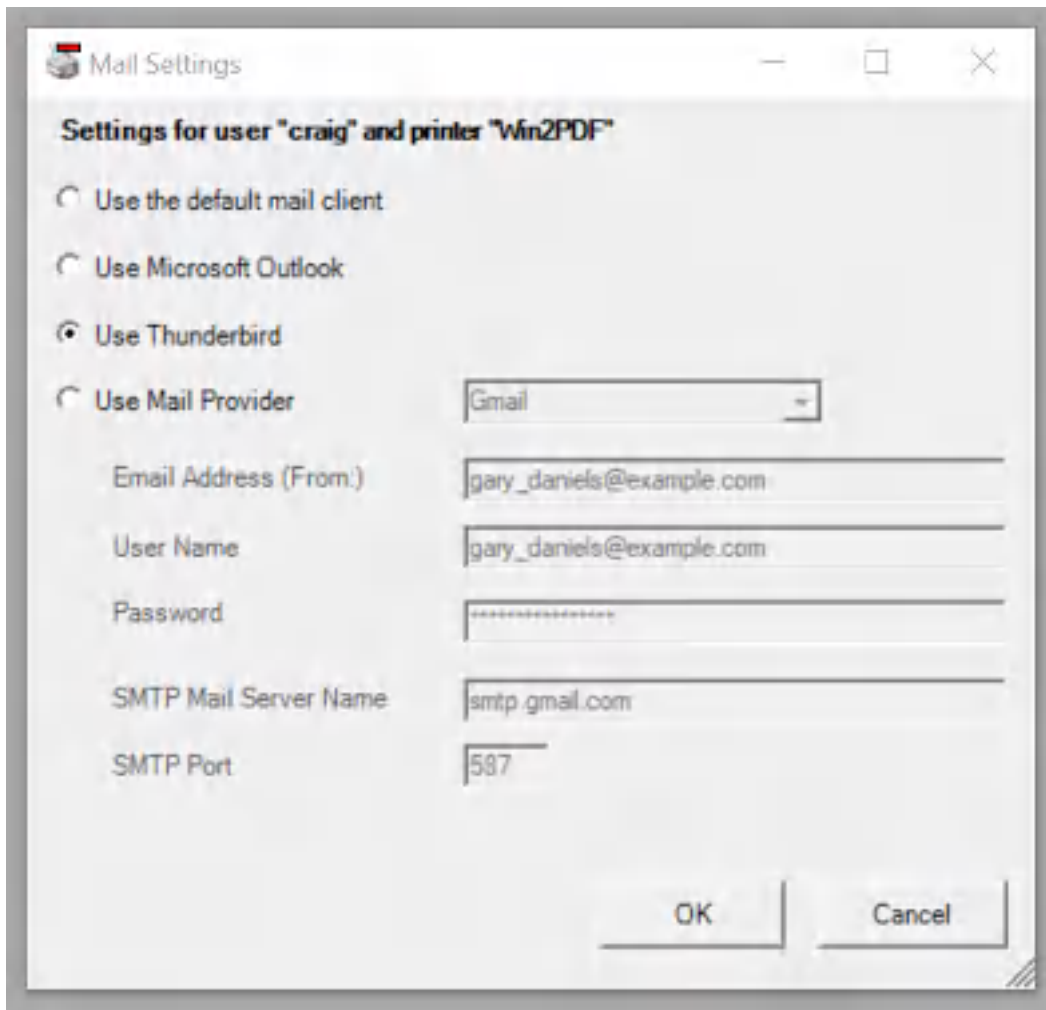 Mail Settings
Settings for user "craig" and printer "Win2PDF"
Use the default mail client
Use Microsoft Outlook
Use Thunderbird
Use Mail Provider Gmail
Email Address (From:) gary_daniels@example.com
User Name gary_daniels@example.com
Password ----------------
SMTP Mail Server Name smtp.gmail.com
SMTP Port 587
OK Cancel